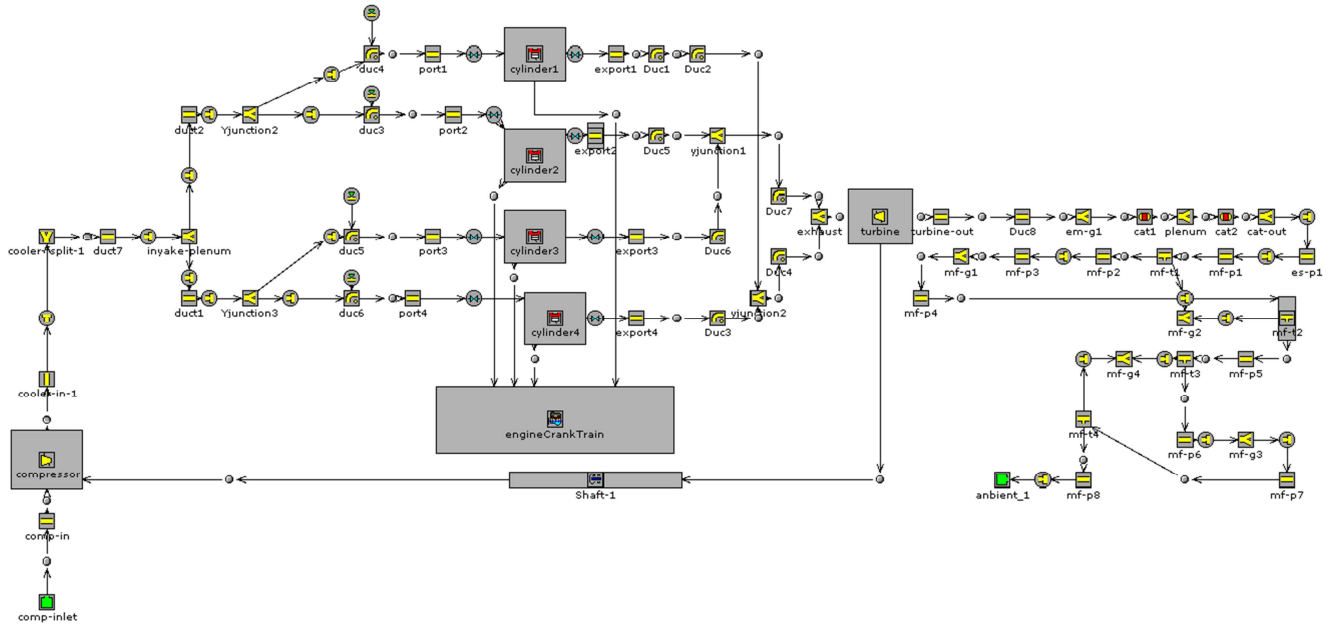 duc4
port1
cylinder1
export1
Duc1
Duc2
duct2
Yjunction2
duc3
port2
cylinder2
export2
Duc5
yjunction1
Duc7
cooler-split-1
duct7
inyake-plenum
duc5
port3
cylinder3
export3
Duc6
exhaust
turbine
turbine-out
Duc8
em-g1
cat1
plenum
cat2
cat-out
es-p1
Duc4
mf-g1
mf-p3
mf-p2
mf-t1
mf-p1
duct1
Yjunction3
duc6
port4
cylinder4
export4
Duc3
yjunction2
mf-p4
mf-g2
mf-t2
cooler-in-1
mf-g4
mf-t3
mf-p5
engineCrankTrain
mf-t4
mf-p6
mf-g3
compressor
Shaft-1
anbient_1
mf-p8
mf-p7
comp-in
comp-inlet